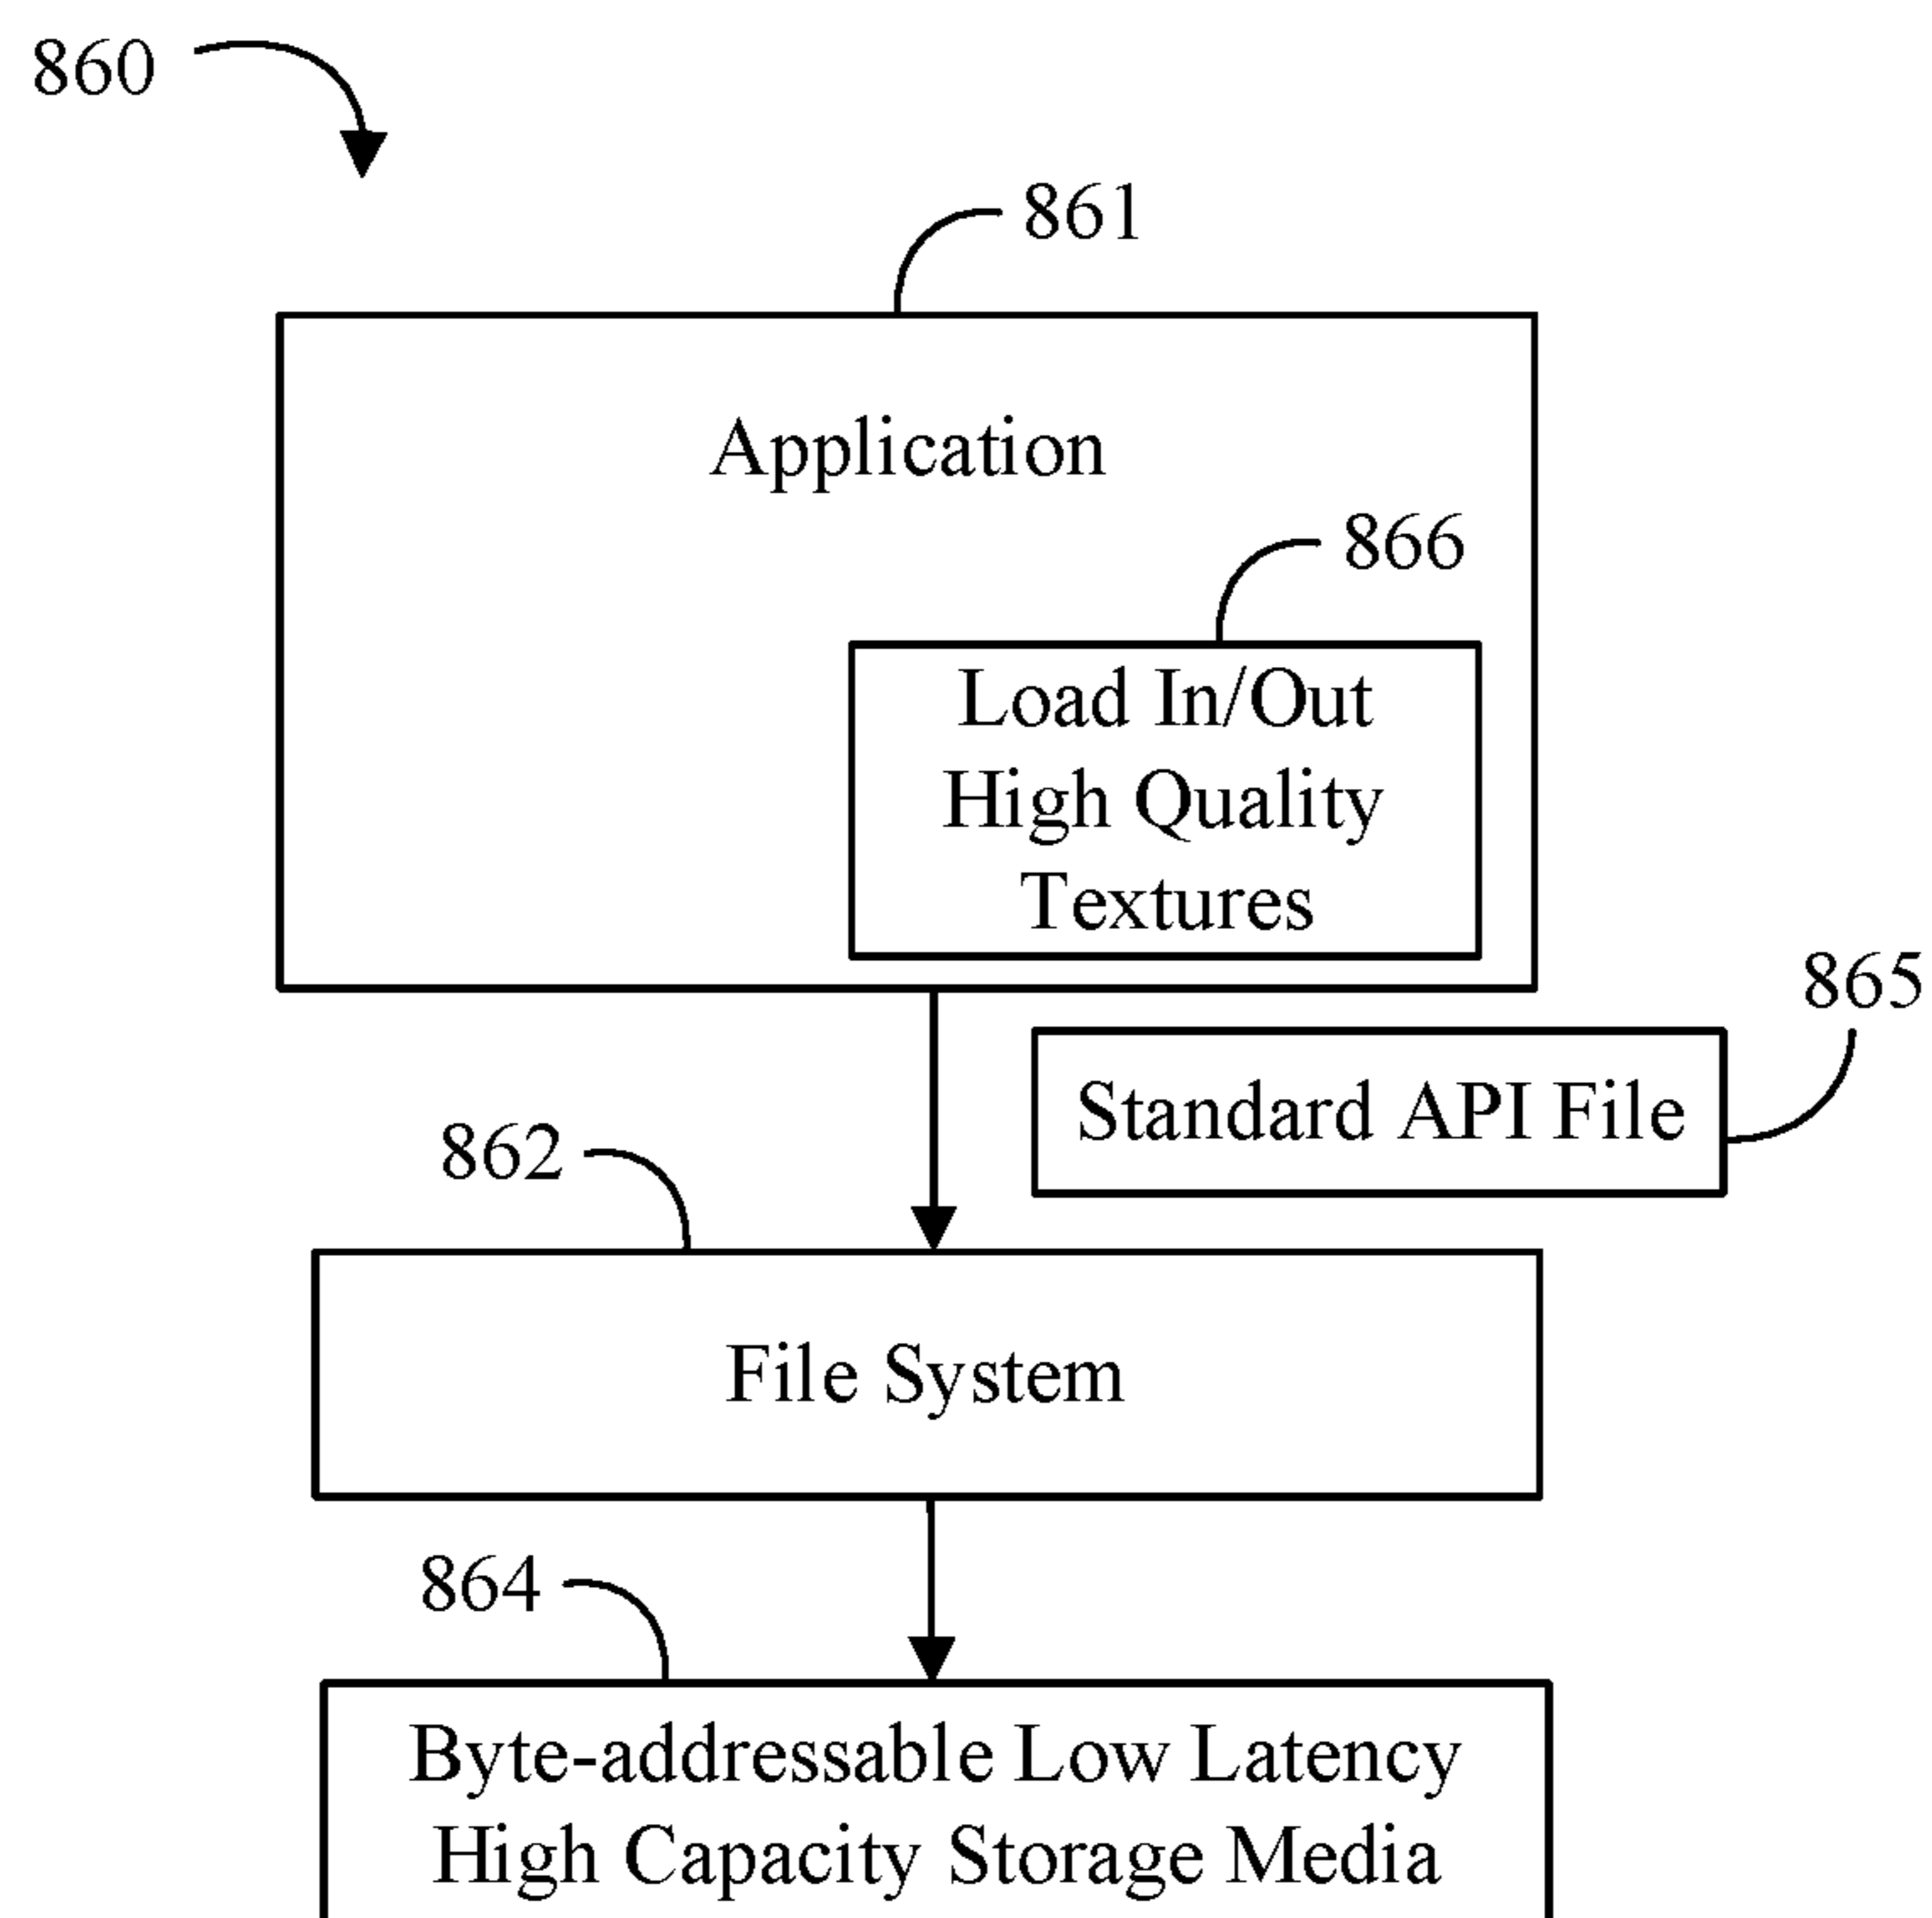 860
861
Application
866
Load In/Out
High Quality
Textures
865
Standard API File
862
File System
864
Byte-addressable Low Latency
High Capacity Storage Media